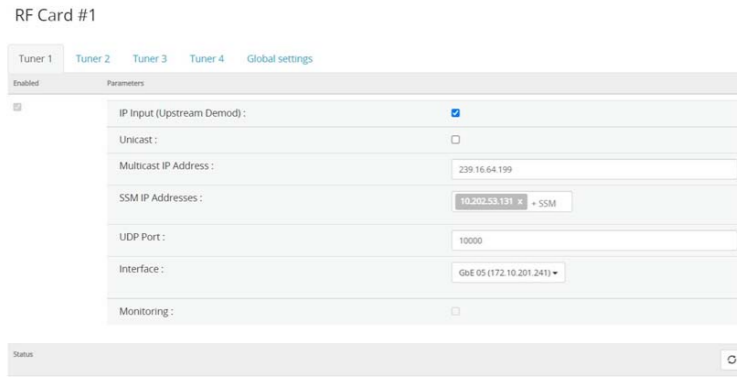 RF Card #1
Tuner 1 Tuner 2 Tuner 3 Tuner 4 Global settings
Enabled Parameters
IP Input (Upstream Demod) :
Unicast :
Multicast IP Address : 239.16.64.199
SSM IP Addresses : 10.202.53.131 x + SSM
UDP Port : 10000
Interface : GbE 05 (172.10.201.241)
Monitoring :
Status